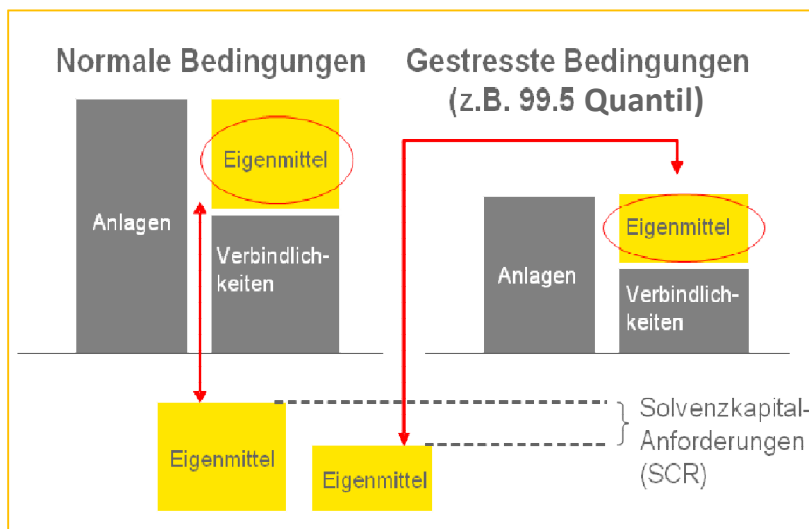 Normale Bedingungen
Gestresste Bedingungen
(z.B. 99.5 Quantil)
Anlagen
Eigenmittel
Verbindlich-
keiten
Anlagen
Eigenmittel
Verbindlich-
keiten
Eigenmittel
Eigenmittel
Solvenzkapital-
Anforderungen
(SCR)